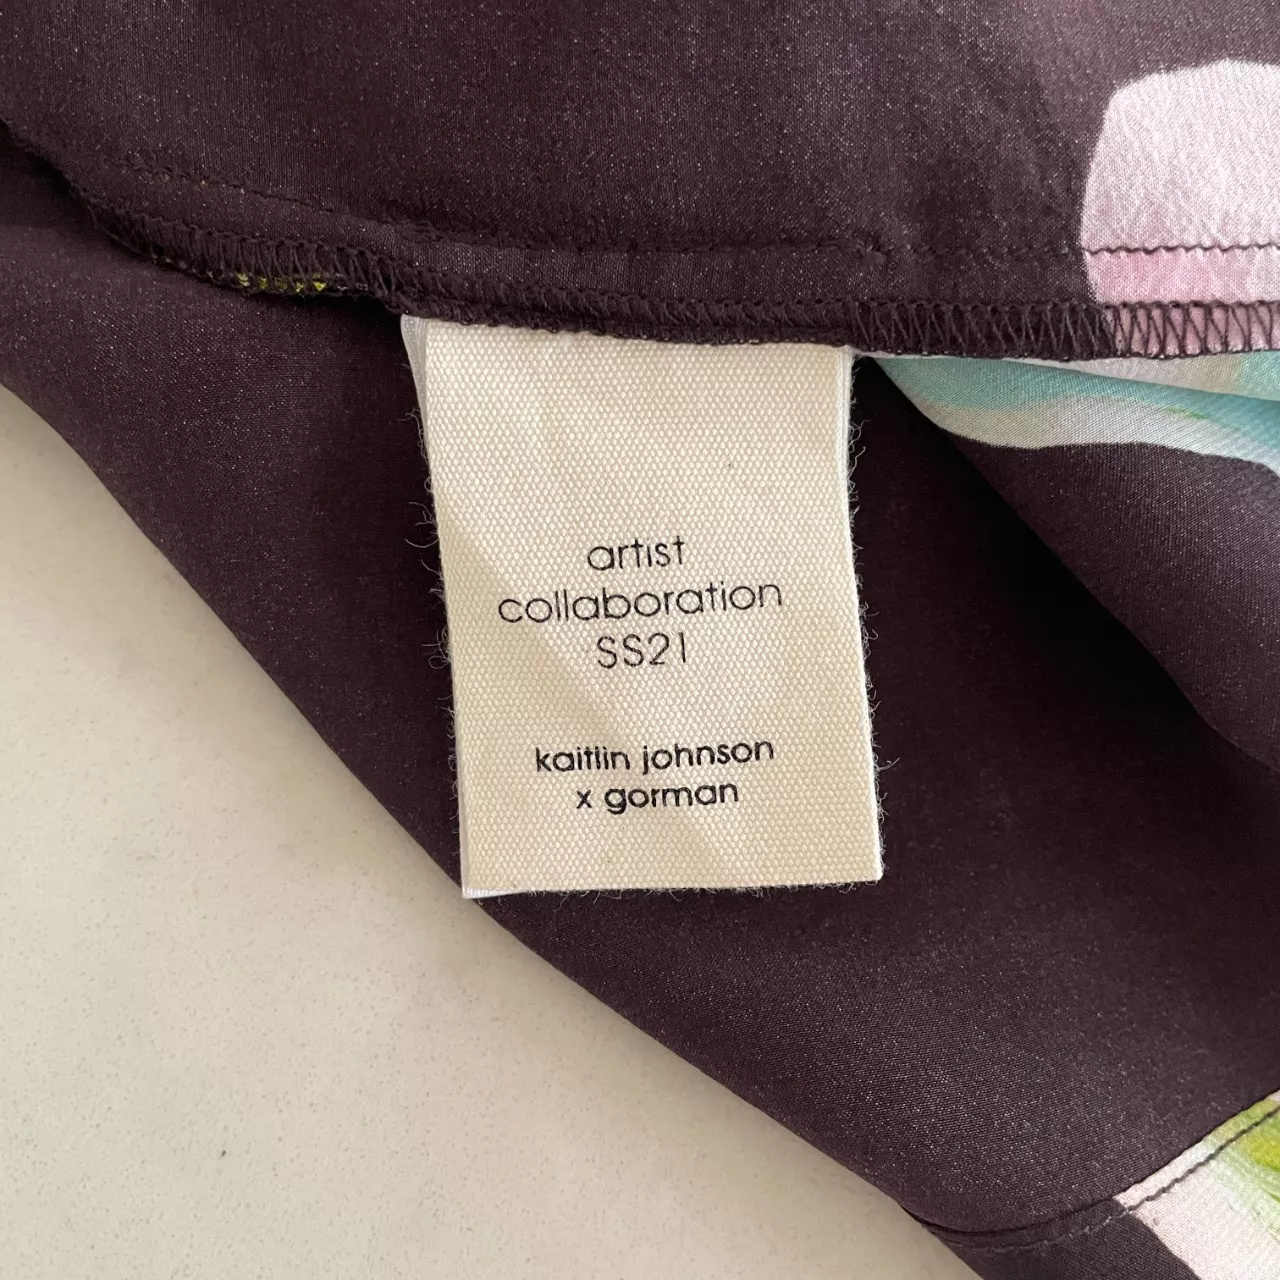 artist
collaboration
SS21
kaitlin johnson
x gorman